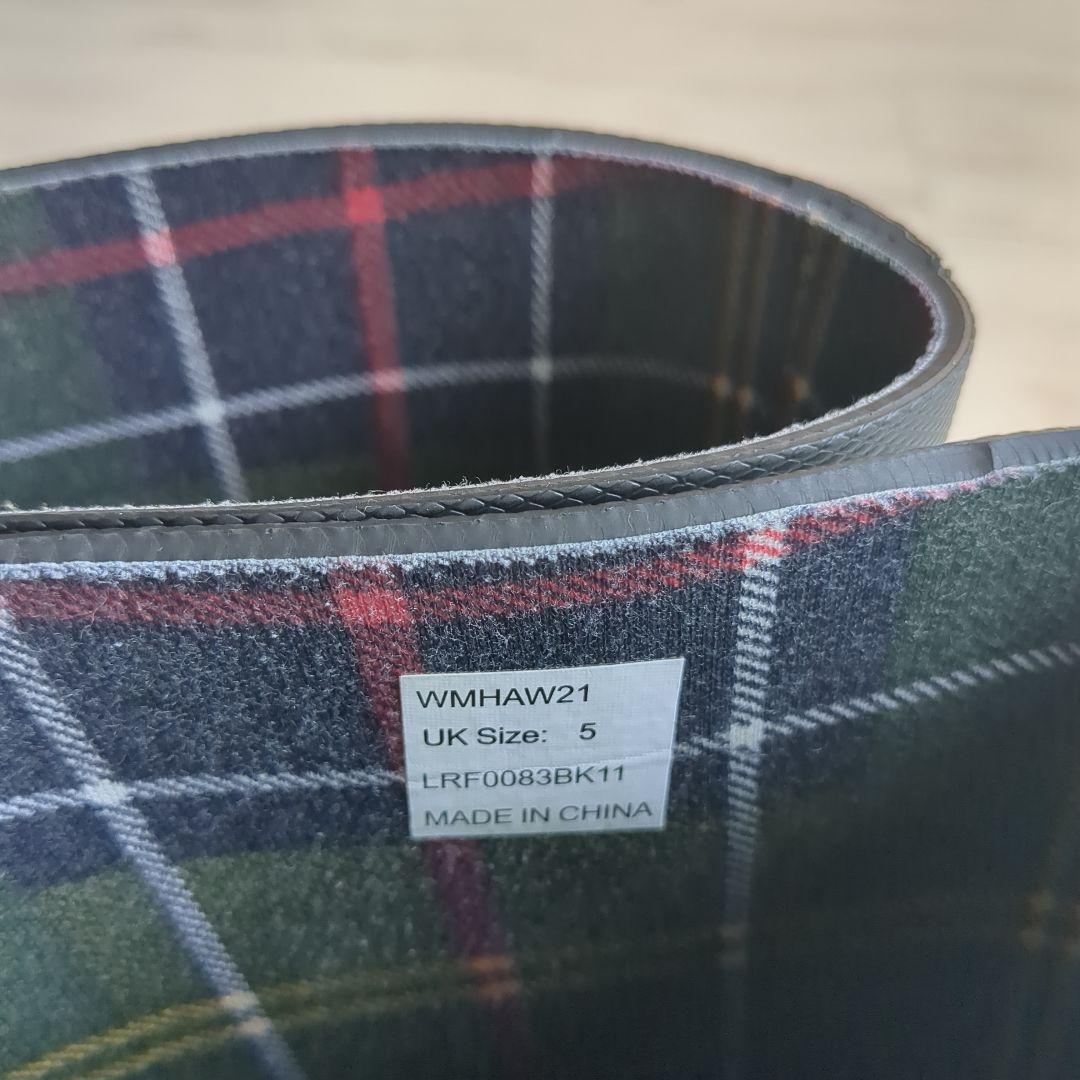 WMHAW21
UK Size: 5
LRF0083BK11
MADE IN CHINA